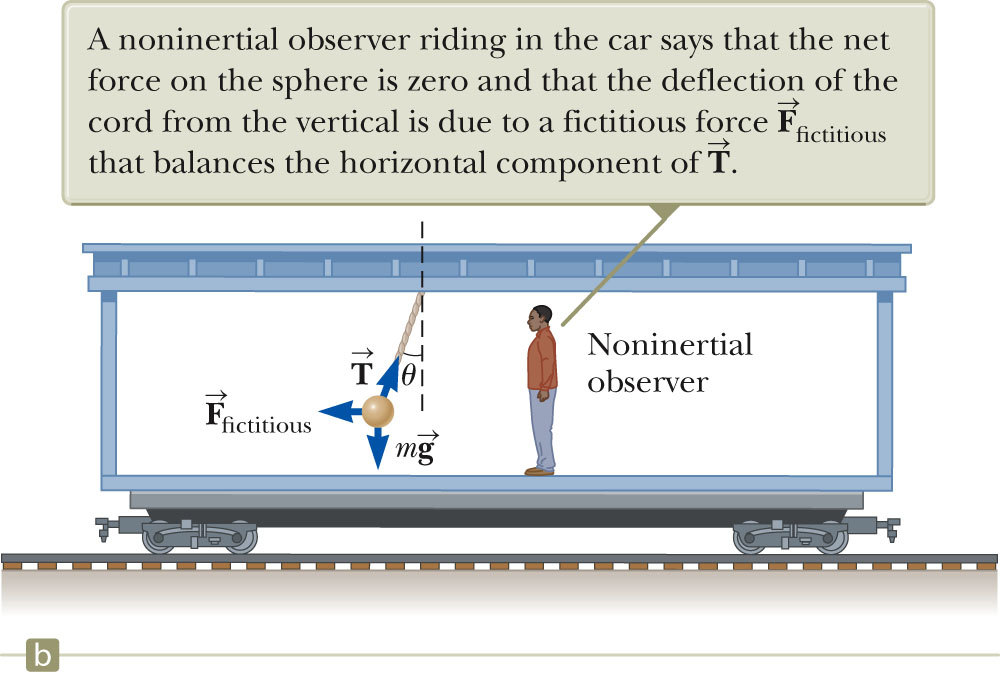 A noninertial observer riding in the car says that the net
force on the sphere is zero and that the deflection of the
cord from the vertical is due to a fictitious force F⃗fictitious
that balances the horizontal component of T⃗.
Noninertial
observer
T⃗
θ
F⃗fictitious
mg⃗
b